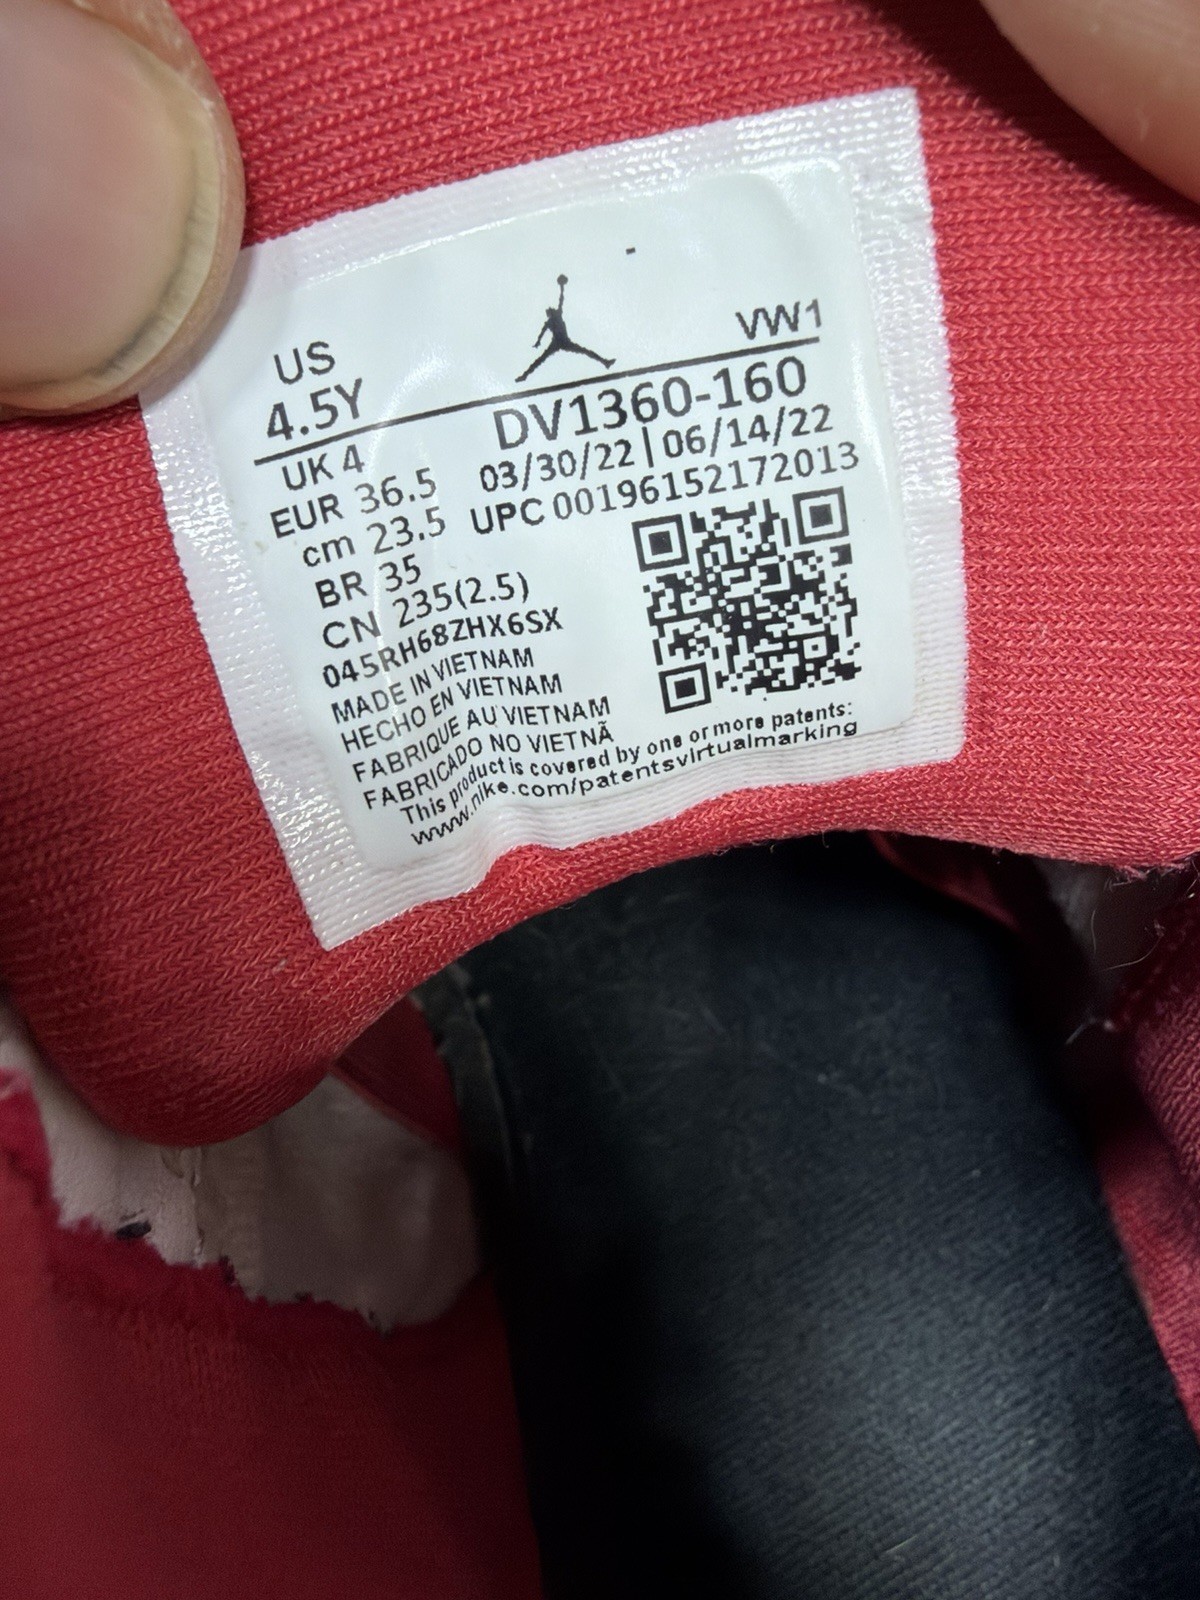 US
4.5Y
VW1
UK 4
EUR 36.5
cm 23.5
BR 35
CN 235(2.5)
DV1360-160
03/30/22 | 06/14/22
UPC 00196152172013
045RH68ZHX6SX
MADE IN VIETNAM
HECHO EN VIETNAM
FABRIQUE AU VIETNAM
FABRICADO NO VIETNÃ
This product is covered by one or more patents:
www.nike.com/patentsvirtualmarking